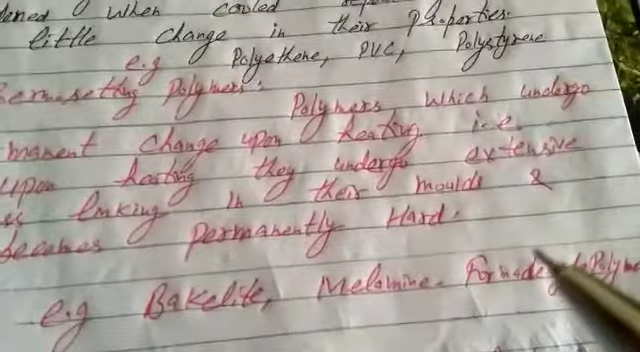 when cooled
little change in their Properties.
e.g Polyethene, PVC, Polystyrene
Polymers:
Polymers which undergo
manent change upon heating i.e.
upon heating they undergo extensive
linking in their moulds &
becomes permanently Hard.
e.g Bakelite, Melamine-